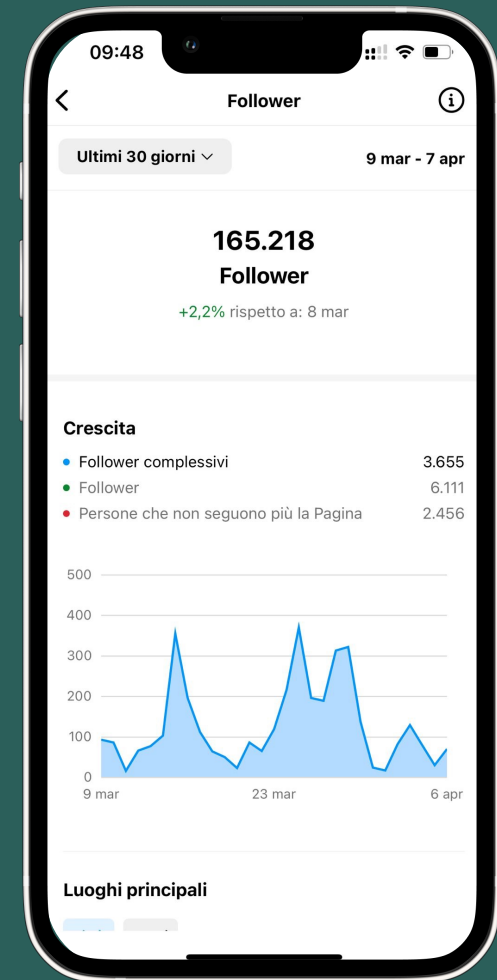 09:48
Follower
Ultimi 30 giorni
9 mar - 7 apr
165.218
Follower
+2,2% rispetto a: 8 mar
Crescita
Follower complessivi 3.655
Follower 6.111
Persone che non seguono più la Pagina 2.456
500
400
300
200
100
0
9 mar 23 mar 6 apr
Luoghi principali